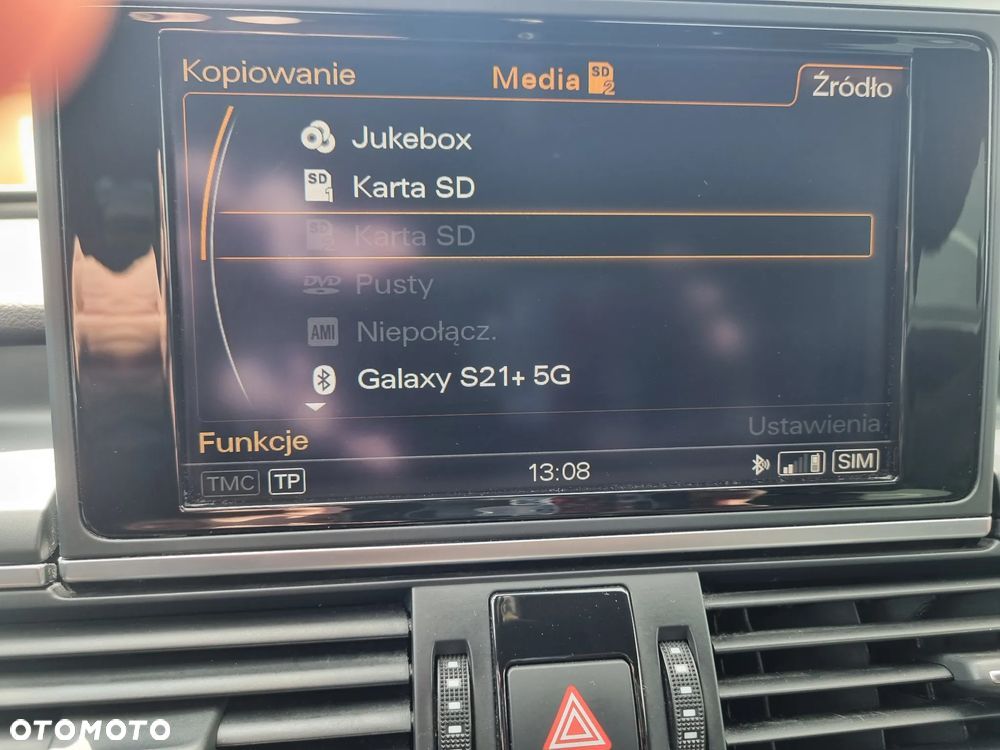 Kopiowanie
Media SD 2
Źródło
Jukebox
SD 1 Karta SD
SD 2 Karta SD
DVD Pusty
AMI Niepołącz.
Galaxy S21+ 5G
Funkcje
Ustawienia
TMC TP
13:08
SIM
OTOMOTO